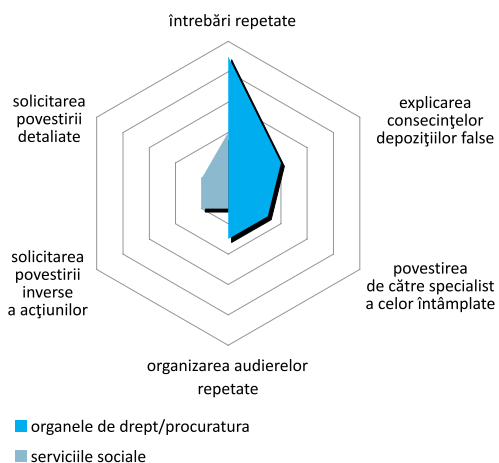 întrebări repetate
solicitarea
povestirii
detaliate
explicarea
consecinţelor
depoziţiilor false
solicitarea
povestirii
inverse
a acţiunilor
povestirea
de către specialist
a celor întâmplate
organizarea audierelor
repetate
organele de drept/procuratura
serviciile sociale